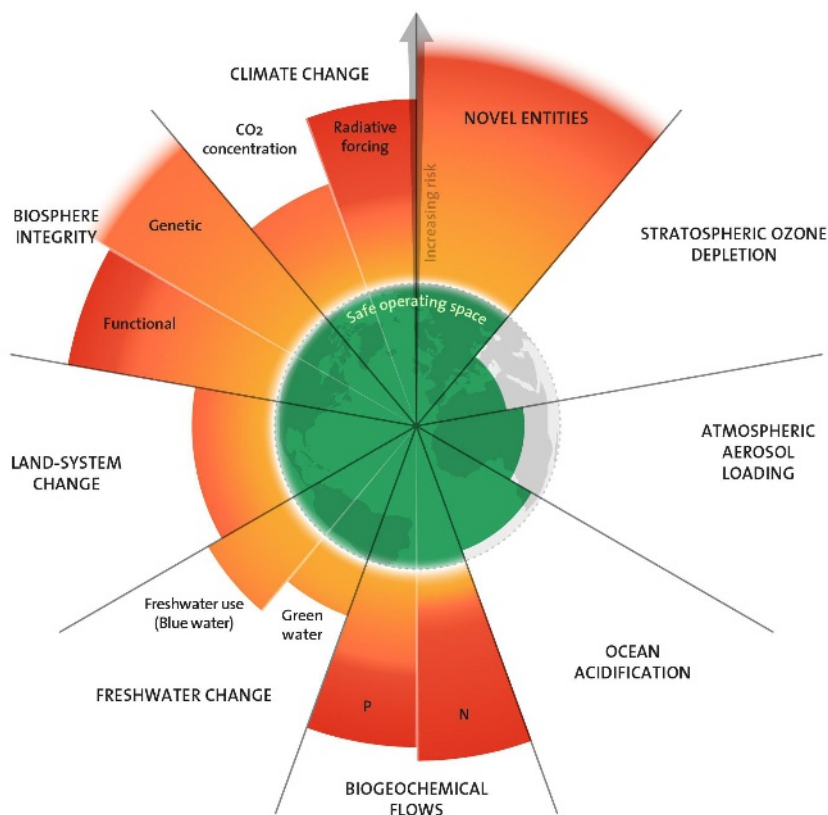 CLIMATE CHANGE
CO2
concentration
Radiative
forcing
NOVEL ENTITIES
Increasing risk
BIOSPHERE
INTEGRITY
Genetic
Functional
STRATOSPHERIC OZONE
DEPLETION
Safe operating space
LAND-SYSTEM
CHANGE
ATMOSPHERIC
AEROSOL
LOADING
Freshwater use
(Blue water)
Green
water
FRESHWATER CHANGE
OCEAN
ACIDIFICATION
P
N
BIOGEOCHEMICAL
FLOWS